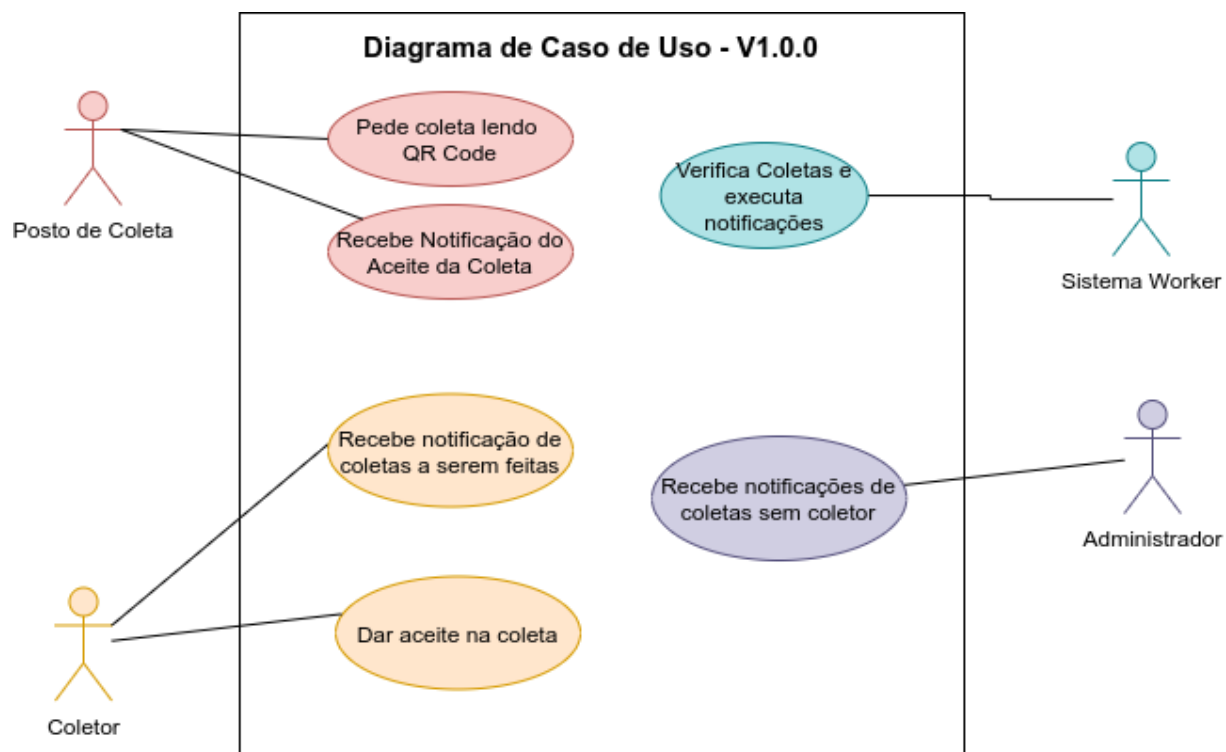 Diagrama de Caso de Uso - V1.0.0
Pede coleta lendo
QR Code
Posto de Coleta
Recebe Notificação do
Aceite da Coleta
Verifica Coletas e
executa
notificações
Sistema Worker
Recebe notificação de
coletas a serem feitas
Recebe notificações de
coletas sem coletor
Administrador
Dar aceite na coleta
Coletor